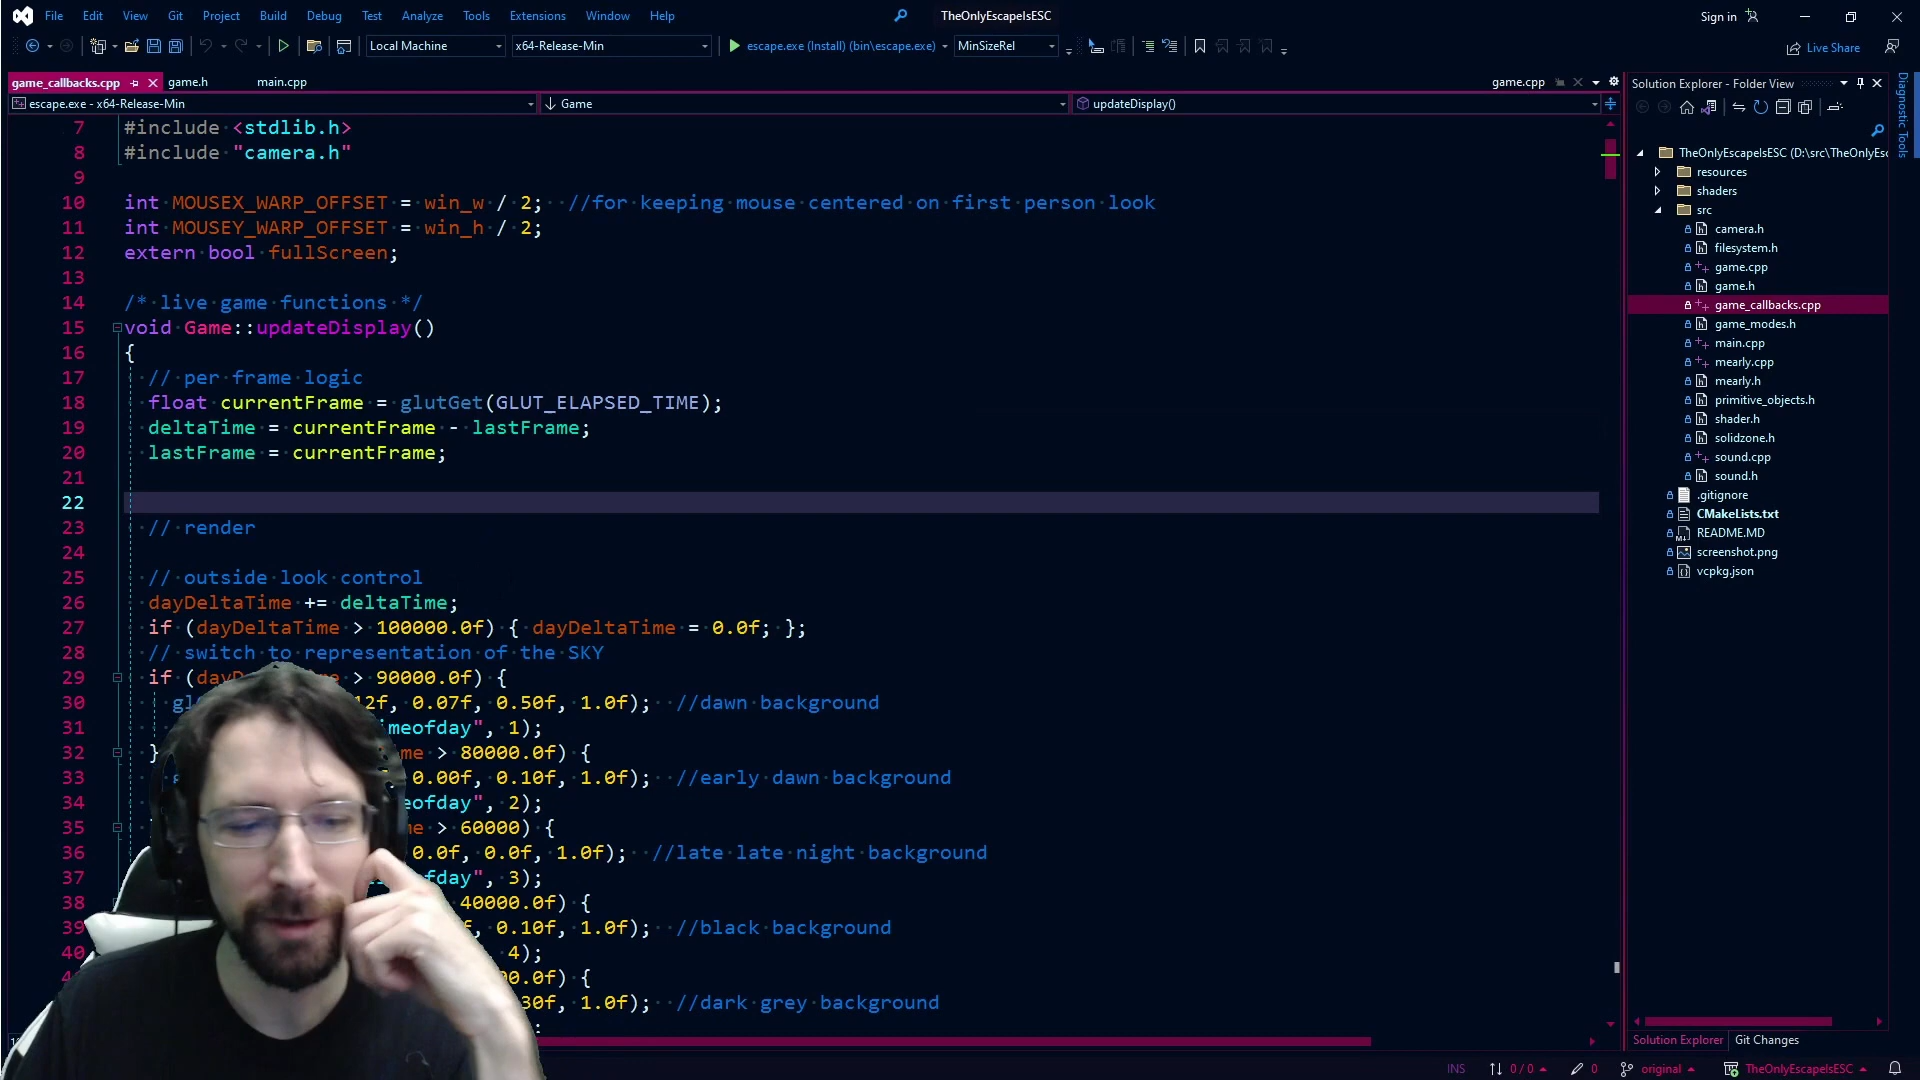 File Edit View Git Project Build Debug Test Analyze Tools Extensions Window Help TheOnlyEscapeIsESC Sign in
Local Machine x64-Release-Min escape.exe (Install) (bin\escape.exe) MinSizeRel Live Share
game_callbacks.cpp game.h main.cpp game.cpp
escape.exe - x64-Release-Min Game updateDisplay()
7 #include <stdlib.h>
8 #include "camera.h"
9
10 int MOUSEX_WARP_OFFSET = win_w / 2; //for keeping mouse centered on first person look
11 int MOUSEY_WARP_OFFSET = win_h / 2;
12 extern bool fullScreen;
13
14 /* live game functions */
15 void Game::updateDisplay()
16 {
17 // per frame logic
18 float currentFrame = glutGet(GLUT_ELAPSED_TIME);
19 deltaTime = currentFrame - lastFrame;
20 lastFrame = currentFrame;
21
22
23 // render
24
25 // outside look control
26 dayDeltaTime += deltaTime;
27 if (dayDeltaTime > 100000.0f) { dayDeltaTime = 0.0f; };
28 // switch to representation of the SKY
29 if (dayD me > 90000.0f) {
30 gl 12f, 0.07f, 0.50f, 1.0f); //dawn background
31 imeofday", 1);
32 } me > 80000.0f) {
33 0.00f, 0.10f, 1.0f); //early dawn background
34 eofday", 2);
35 me > 60000) {
36 0.0f, 0.0f, 1.0f); //late late night background
37 ofday", 3);
38 40000.0f) {
39 f, 0.10f, 1.0f); //black background
40 4);
00.0f) {
30f, 1.0f); //dark grey background
;
Solution Explorer - Folder View
TheOnlyEscapeIsESC (D:\src\TheOnlyEsc
resources
shaders
src
camera.h
filesystem.h
game.cpp
game.h
game_callbacks.cpp
game_modes.h
main.cpp
mearly.cpp
mearly.h
primitive_objects.h
shader.h
solidzone.h
sound.cpp
sound.h
.gitignore
CMakeLists.txt
README.MD
screenshot.png
vcpkg.json
Solution Explorer Git Changes
Diagnostic Tools
INS 0 / 0 0 original TheOnlyEscapeIsESC